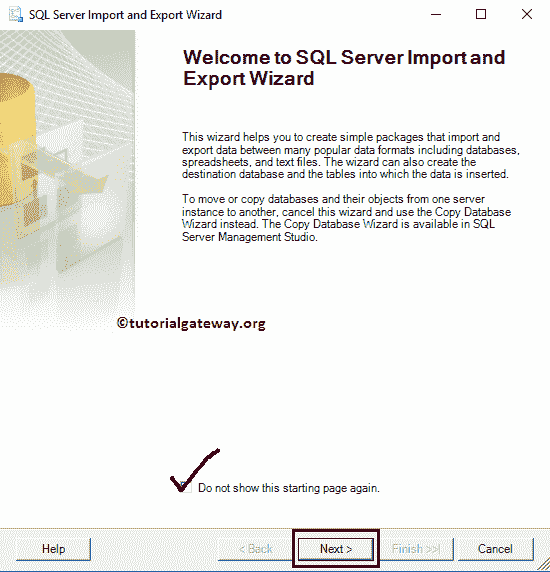 SQL Server Import and Export Wizard
Welcome to SQL Server Import and
Export Wizard
This wizard helps you to create simple packages that import and
export data between many popular data formats including databases,
spreadsheets, and text files. The wizard can also create the
destination database and the tables into which the data is inserted.
To move or copy databases and their objects from one server
instance to another, cancel this wizard and use the Copy Database
Wizard instead. The Copy Database Wizard is available in SQL
Server Management Studio.
©tutorialgateway.org
Do not show this starting page again.
Help
< Back
Next >
Finish >>|
Cancel